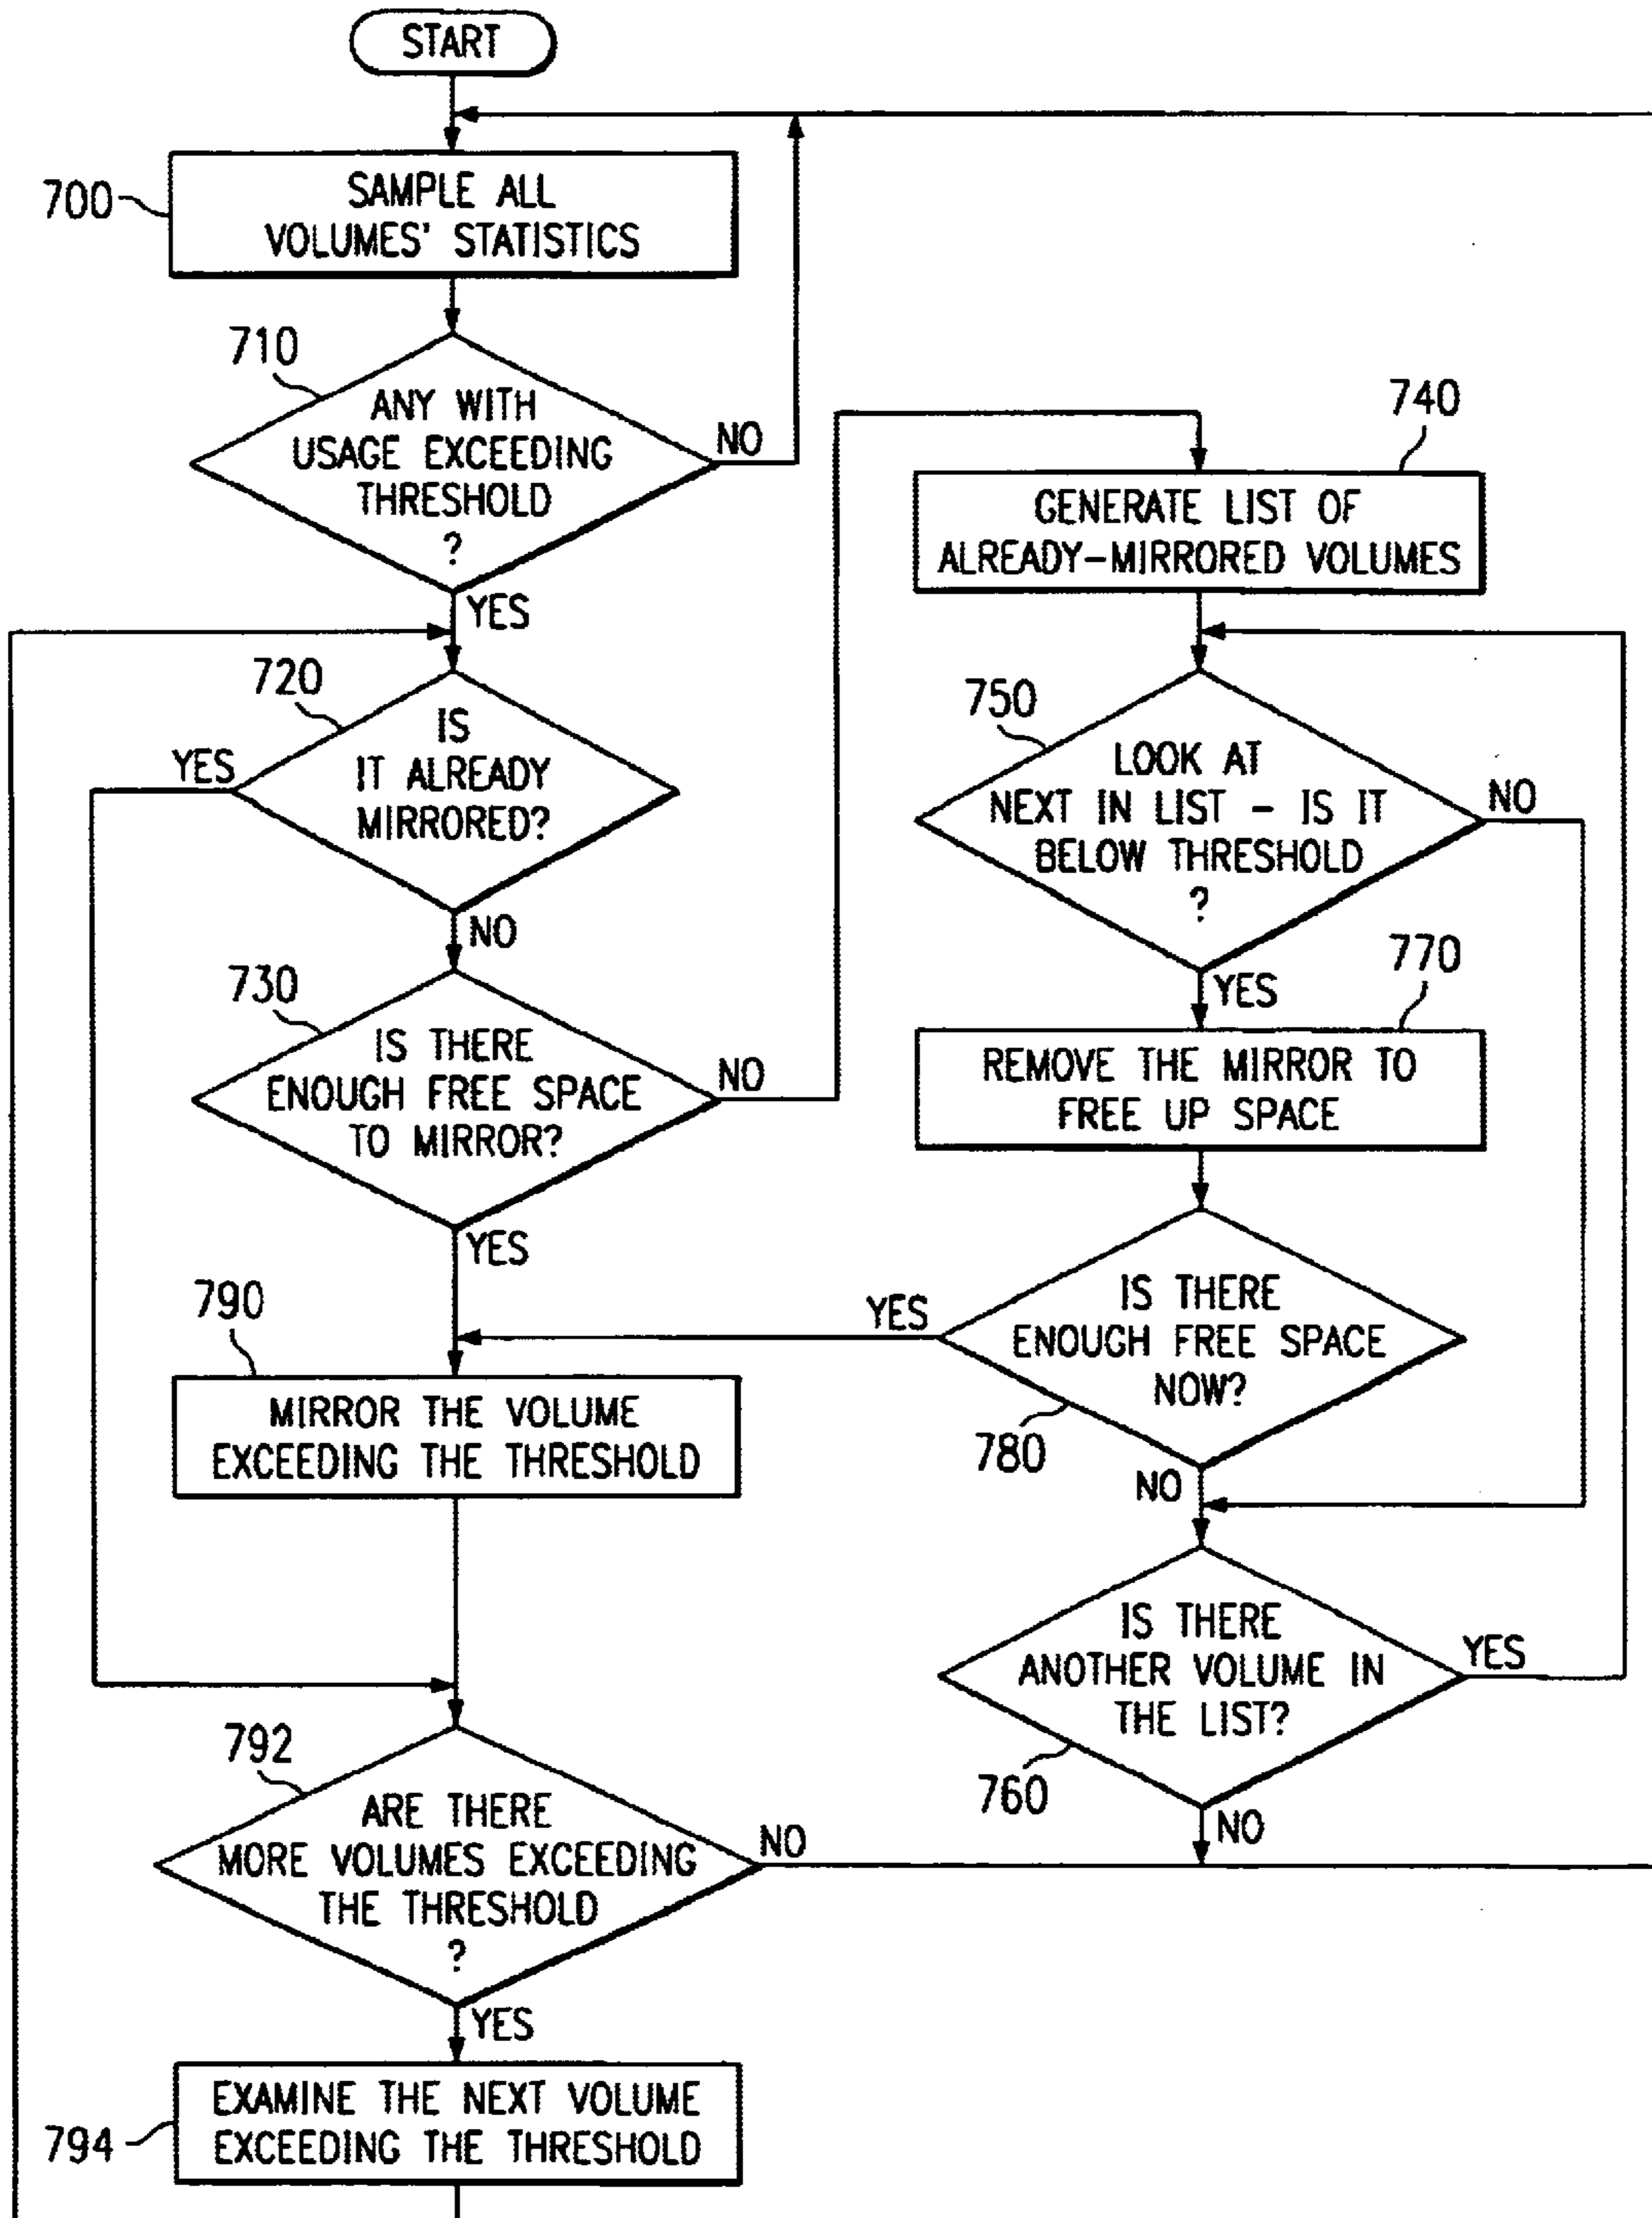 START
700
SAMPLE ALL
VOLUMES' STATISTICS
710
ANY WITH
USAGE EXCEEDING
THRESHOLD
?
NO
YES
720
IS
IT ALREADY
MIRRORED?
YES
NO
730
IS THERE
ENOUGH FREE SPACE
TO MIRROR?
NO
YES
790
MIRROR THE VOLUME
EXCEEDING THE THRESHOLD
792
ARE THERE
MORE VOLUMES EXCEEDING
THE THRESHOLD
?
NO
YES
794
EXAMINE THE NEXT VOLUME
EXCEEDING THE THRESHOLD
740
GENERATE LIST OF
ALREADY-MIRRORED VOLUMES
750
LOOK AT
NEXT IN LIST - IS IT
BELOW THRESHOLD
?
NO
YES
770
REMOVE THE MIRROR TO
FREE UP SPACE
YES
IS THERE
ENOUGH FREE SPACE
NOW?
780
NO
IS THERE
ANOTHER VOLUME IN
THE LIST?
YES
760
NO